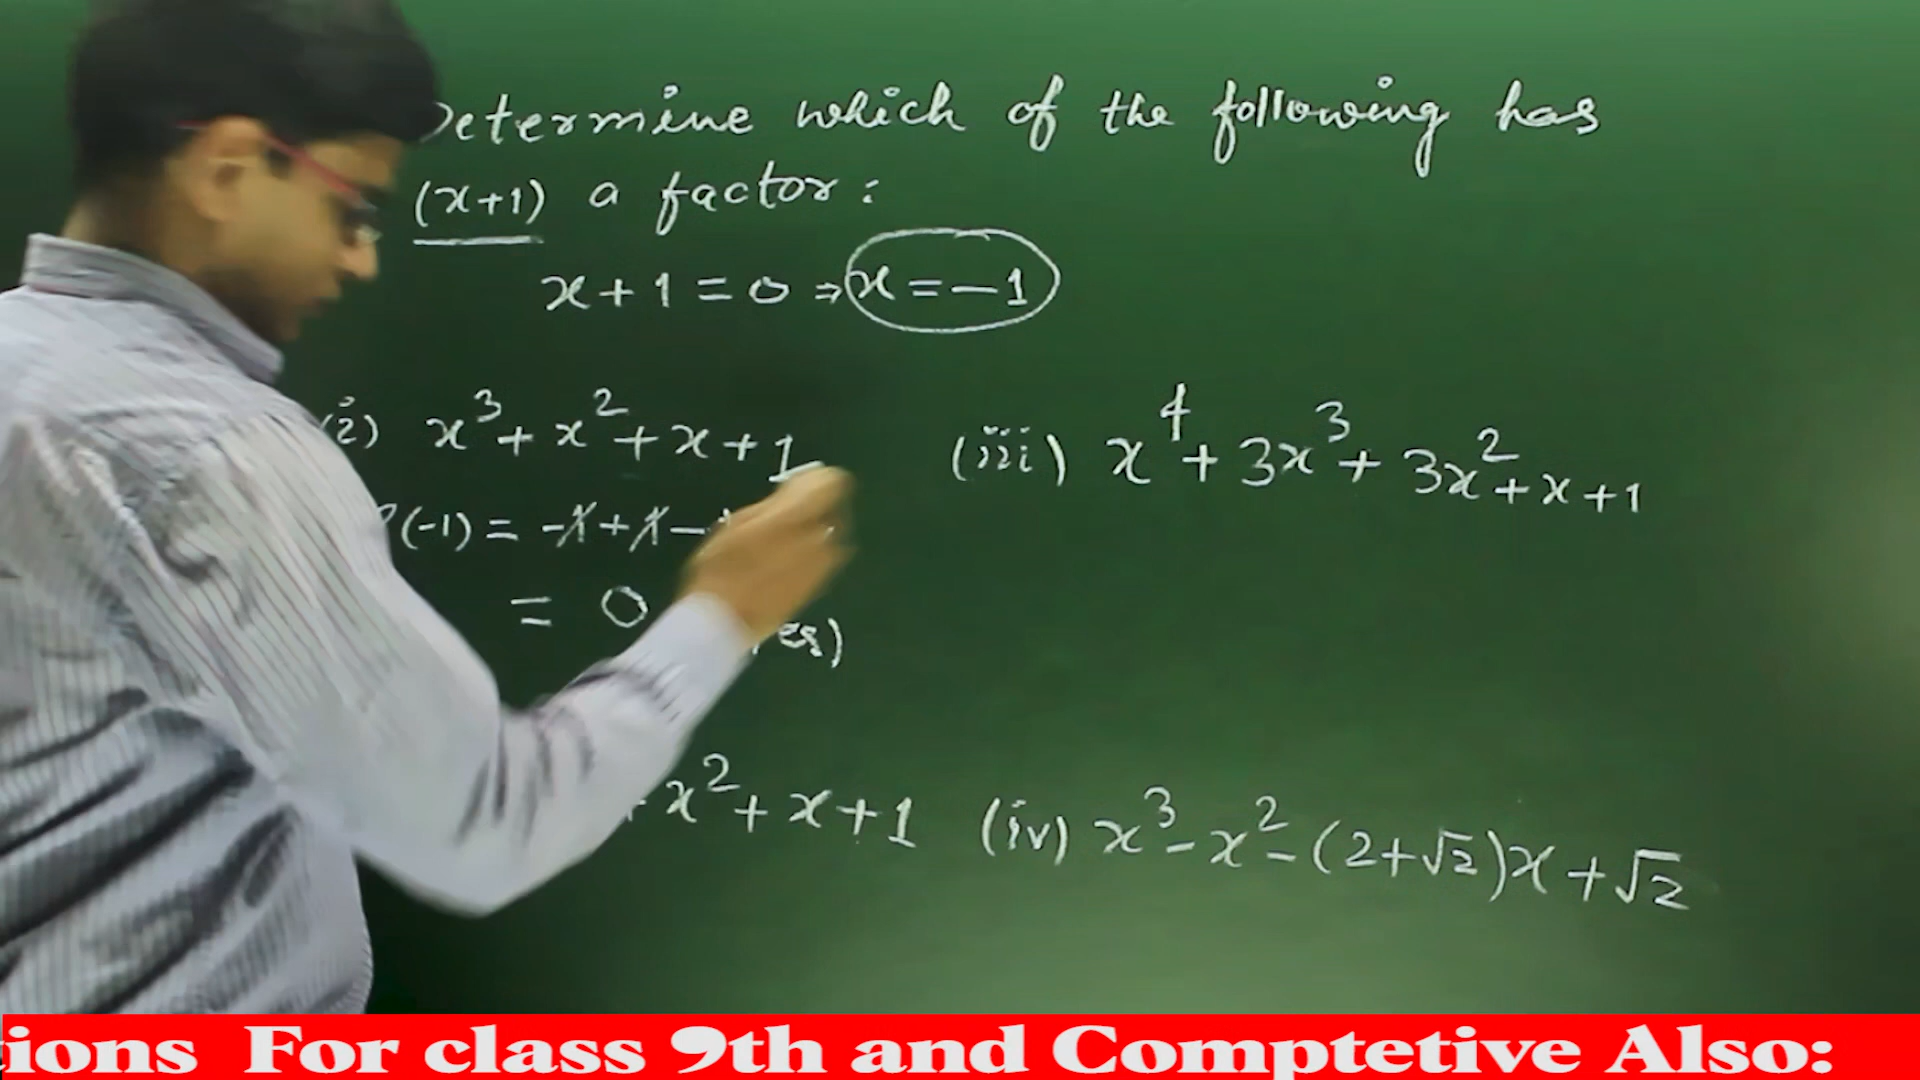 Determine which of the following has
(x+1) a factor:
x+1=0 ⇒ x=-1
(i) x³+x²+x+1
(-1) = -1+1-
= 0
(iii) x⁴+3x³+3x²+x+1
x²+x+1
(iv) x³-x²-(2+√2)x+√2
For class 9th and Comptetive Also: